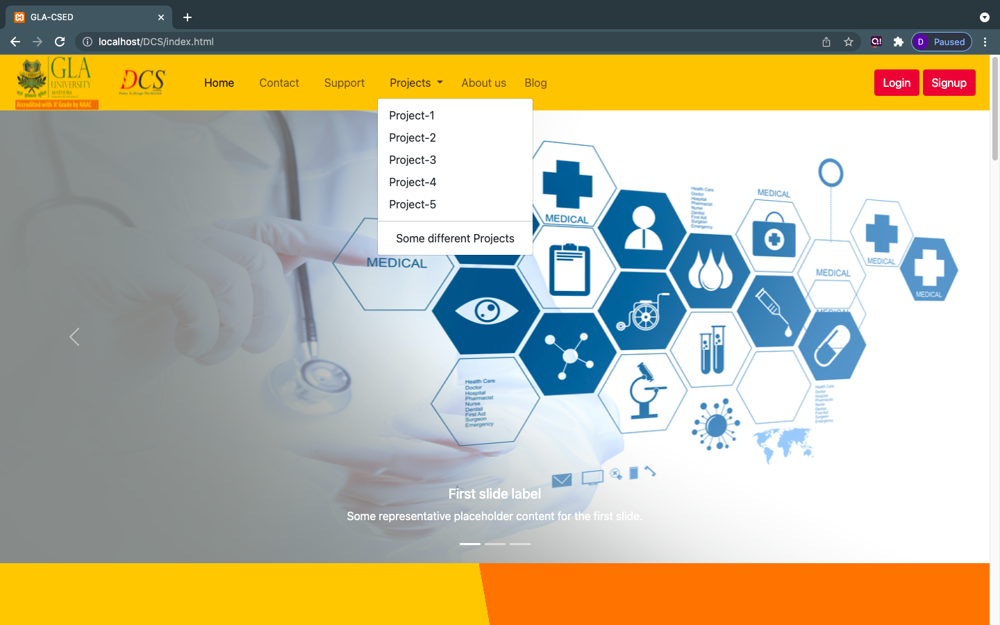 GLA-CSED
localhost/DCS/index.html
D Paused
GLA
UNIVERSITY
MATHURA
Accredited with 'A' Grade by NAAC
DCS
Home Contact Support Projects About us Blog
Login Signup
Project-1
Project-2
Project-3
Project-4
Project-5
Some different Projects
MEDICAL
MEDICAL
Health Care
Doctor
Hospital
Pharmacist
Nurse
Dentist
First Aid
Surgeon
Emergency
MEDICAL
MEDICAL
MEDICAL
MEDICAL
MEDICAL
Health Care
Doctor
Hospital
Pharmacist
Nurse
Dentist
First Aid
Surgeon
Emergency
Health Care
Doctor
Hospital
Pharmacist
Nurse
Dentist
First Aid
Surgeon
Emergency
First slide label
Some representative placeholder content for the first slide.